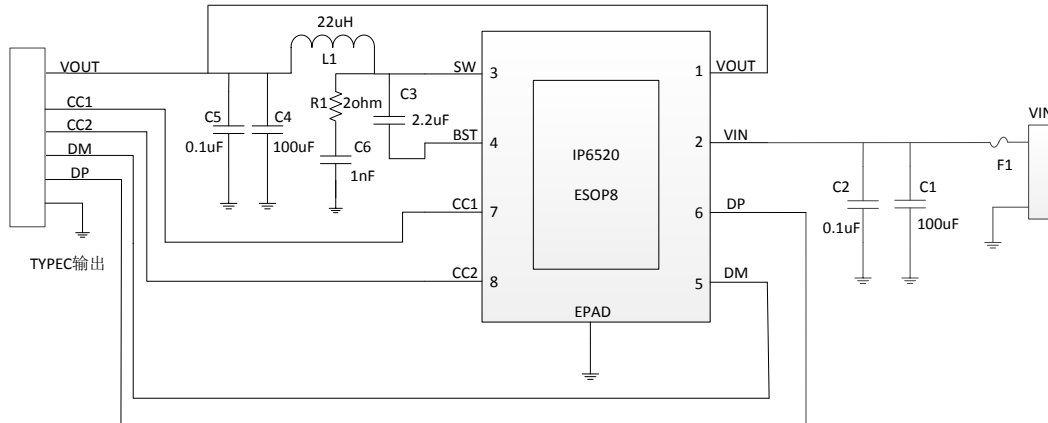 22uH
L1
VOUT
CC1
CC2
DM
DP
TYPEC输出
C5
0.1uF
C4
100uF
R1
2ohm
C6
1nF
C3
2.2uF
SW
3
BST
4
CC1
7
CC2
8
IP6520
ESOP8
EPAD
1
VOUT
2
VIN
6
DP
5
DM
C2
0.1uF
C1
100uF
F1
VIN